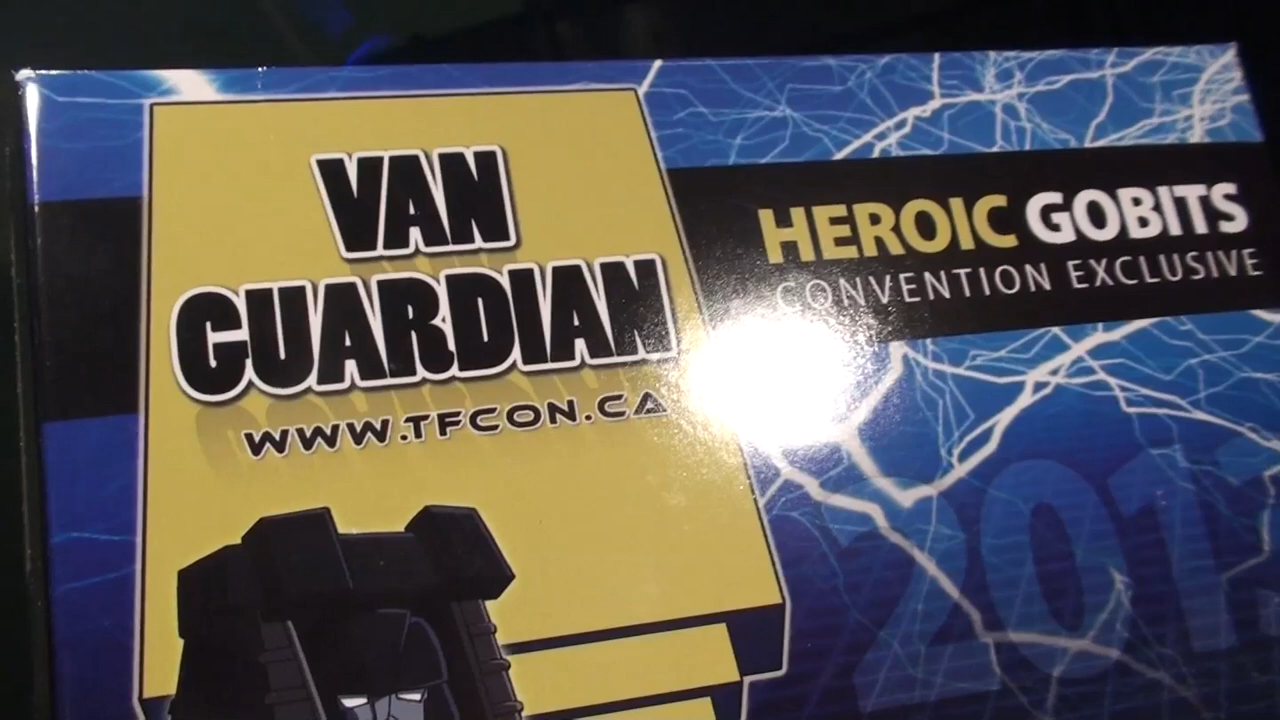 VAN
GUARDIAN
WWW.TFCON.CA
HEROIC GOBITS
CONVENTION EXCLUSIVE